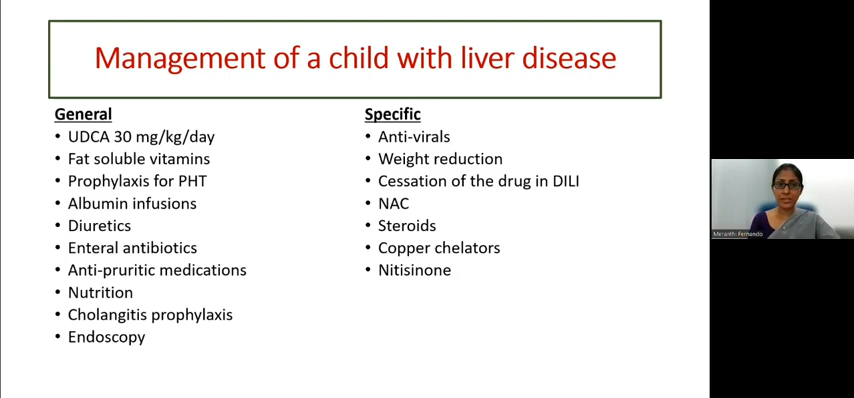 Management of a child with liver disease
General
• UDCA 30 mg/kg/day
• Fat soluble vitamins
• Prophylaxis for PHT
• Albumin infusions
• Diuretics
• Enteral antibiotics
• Anti-pruritic medications
• Nutrition
• Cholangitis prophylaxis
• Endoscopy
Specific
• Anti-virals
• Weight reduction
• Cessation of the drug in DILI
• NAC
• Steroids
• Copper chelators
• Nitisinone
Meranthi Fernando